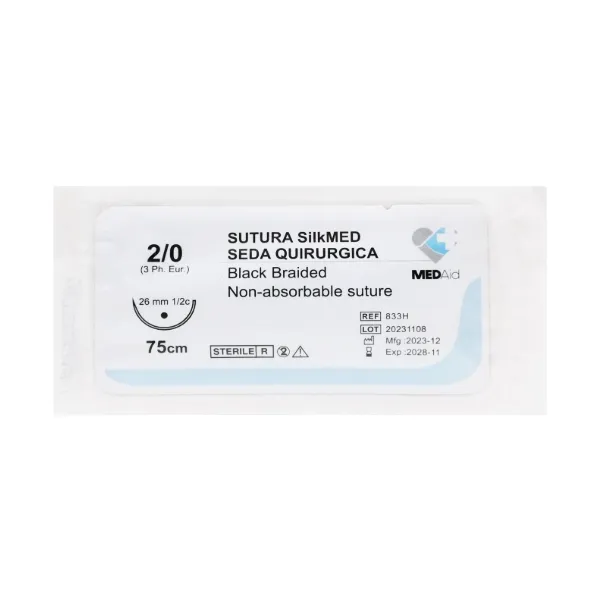 2/0
(3 Ph. Eur.)
26 mm 1/2c
75cm
SUTURA SilkMED
SEDA QUIRURGICA
Black Braided
Non-absorbable suture
STERILE R 2
MEDAid
REF 833H
LOT 20231108
Mfg :2023-12
Exp :2028-11